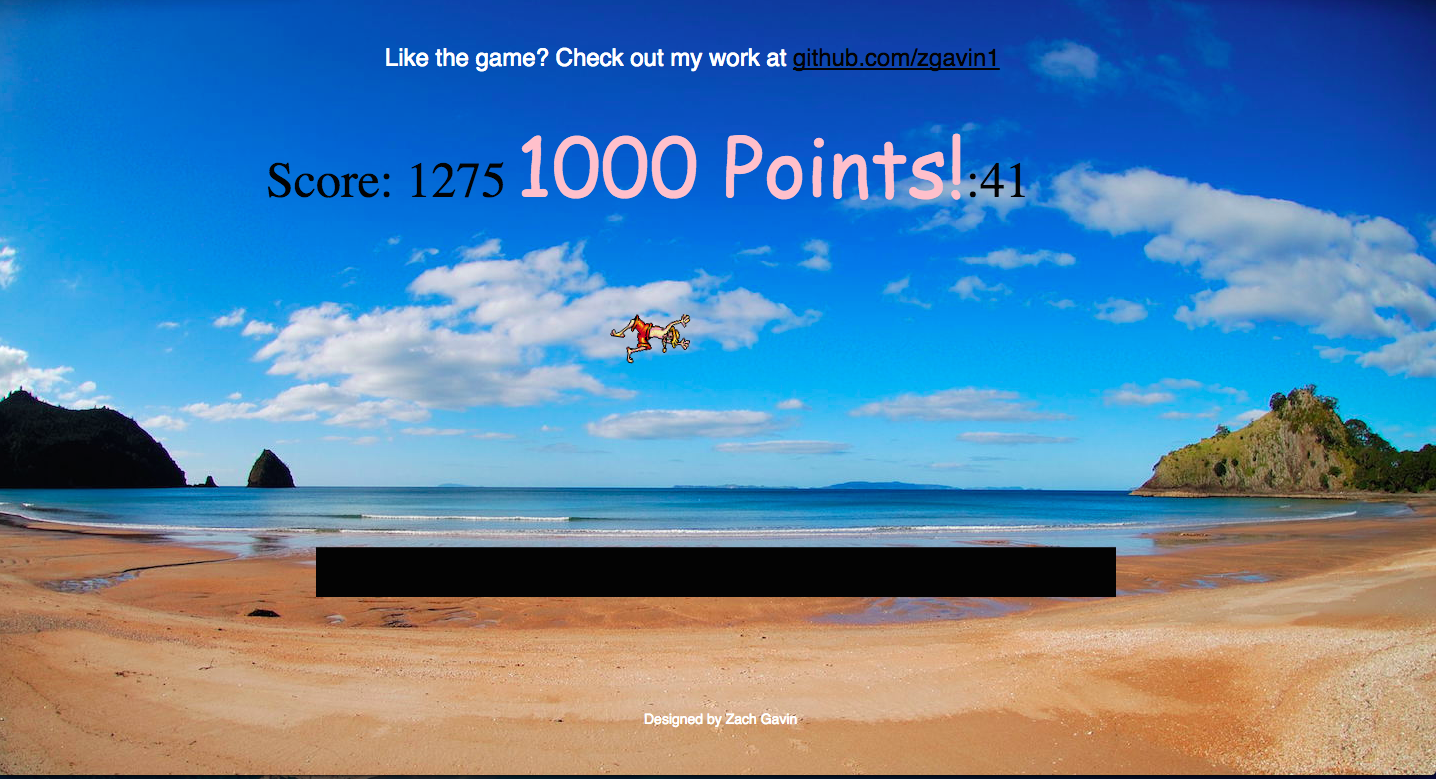 Like the game? Check out my work at github.com/zgavin1
Score: 1275 1000 Points!:41
Designed by Zach Gavin